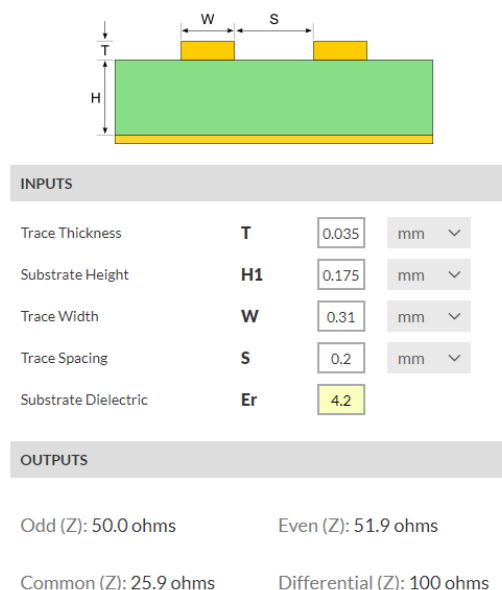 W S
T
H
INPUTS
Trace Thickness T 0.035 mm
Substrate Height H1 0.175 mm
Trace Width W 0.31 mm
Trace Spacing S 0.2 mm
Substrate Dielectric Er 4.2
OUTPUTS
Odd (Z): 50.0 ohms Even (Z): 51.9 ohms
Common (Z): 25.9 ohms Differential (Z): 100 ohms